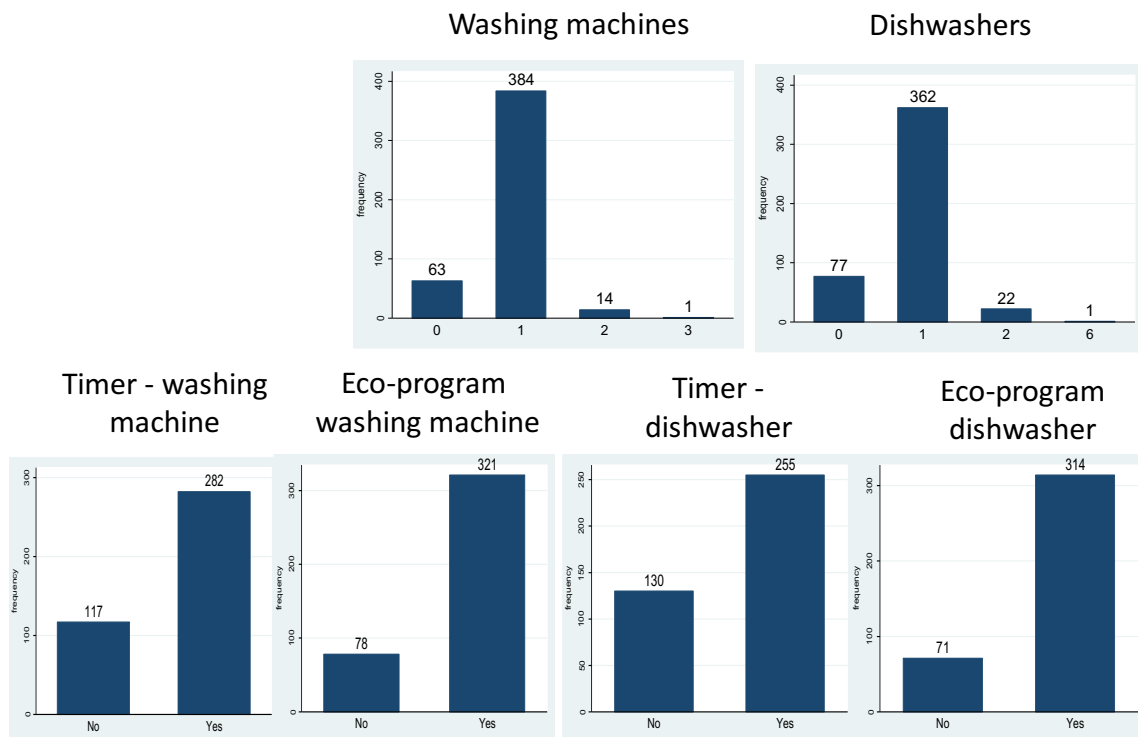 Washing machines
Dishwashers
frequency
0
100
200
300
400
63
384
14
1
0
1
2
3
frequency
0
100
200
300
400
77
362
22
1
0
1
2
6
Timer - washing
machine
Eco-program
washing machine
Timer -
dishwasher
Eco-program
dishwasher
frequency
0
100
200
300
117
282
No
Yes
frequency
0
100
200
300
78
321
No
Yes
frequency
0
50
100
150
200
250
130
255
No
Yes
frequency
0
100
200
300
71
314
No
Yes